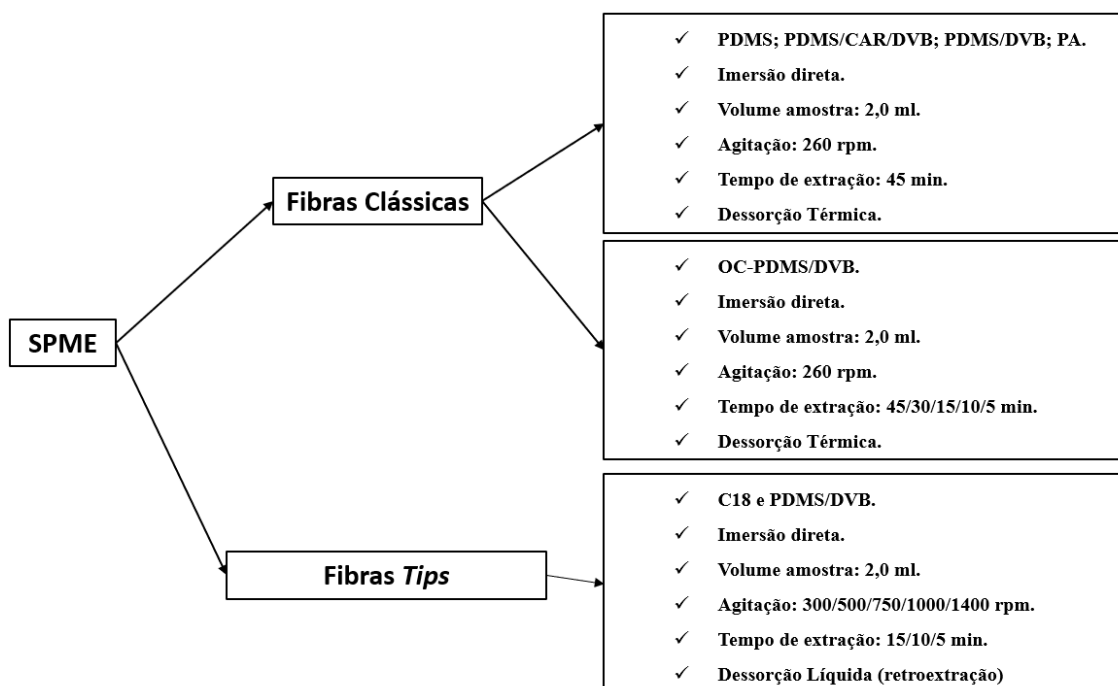 SPME
Fibras Clássicas
✓ PDMS; PDMS/CAR/DVB; PDMS/DVB; PA.
✓ Imersão direta.
✓ Volume amostra: 2,0 ml.
✓ Agitação: 260 rpm.
✓ Tempo de extração: 45 min.
✓ Dessorção Térmica.
✓ OC-PDMS/DVB.
✓ Imersão direta.
✓ Volume amostra: 2,0 ml.
✓ Agitação: 260 rpm.
✓ Tempo de extração: 45/30/15/10/5 min.
✓ Dessorção Térmica.
Fibras Tips
✓ C18 e PDMS/DVB.
✓ Imersão direta.
✓ Volume amostra: 2,0 ml.
✓ Agitação: 300/500/750/1000/1400 rpm.
✓ Tempo de extração: 15/10/5 min.
✓ Dessorção Líquida (retroextração)